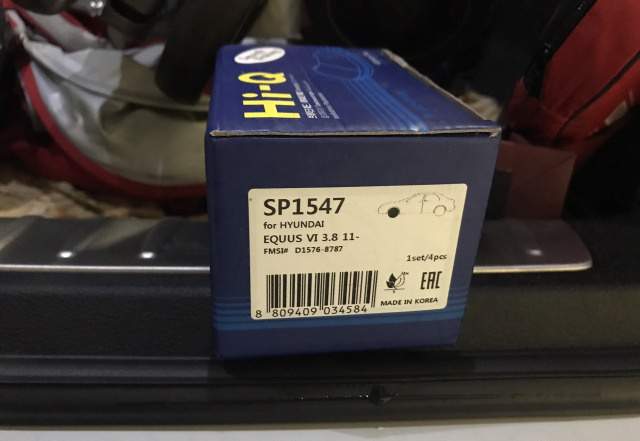 Hi-Q
SP1547
for HYUNDAI
EQUUS VI 3.8 11-
FMSI# D1576-8787
1set/4pcs
EAC
MADE IN KOREA
8 809409 034584